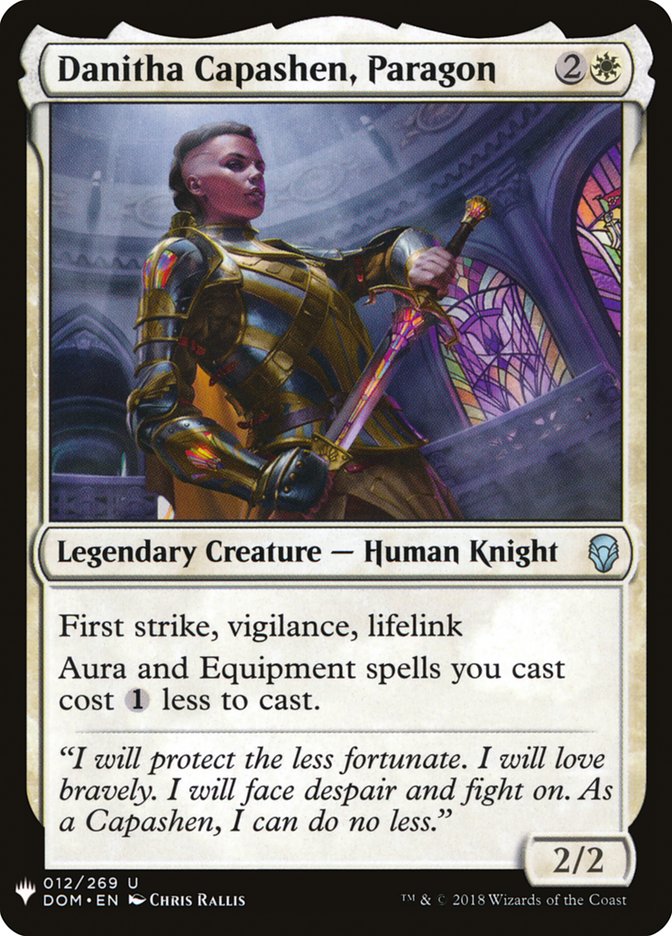 Danitha Capashen, Paragon 2
Legendary Creature — Human Knight
First strike, vigilance, lifelink
Aura and Equipment spells you cast
cost 1 less to cast.
“I will protect the less fortunate. I will love
bravely. I will face despair and fight on. As
a Capashen, I can do no less.”
2/2
012/269 U
DOM • EN Chris Rallis
™ & © 2018 Wizards of the Coast